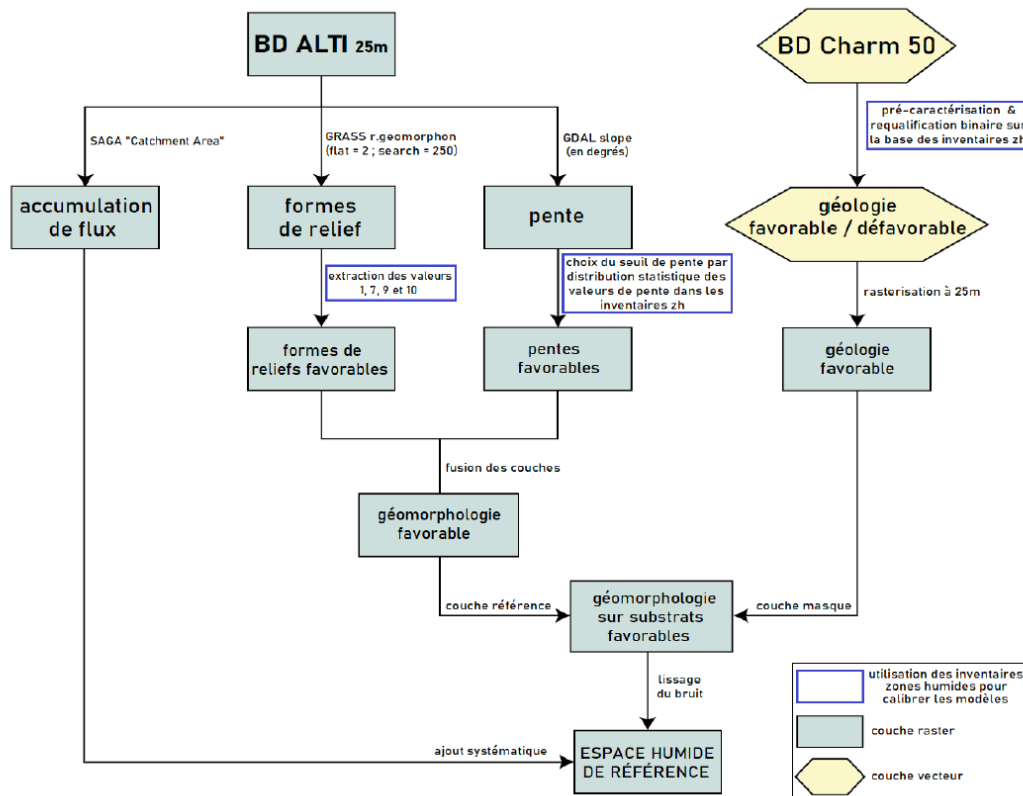 BD ALTI 25m
BD Charm 50
SAGA "Catchment Area"
GRASS r.geomorphon
(flat = 2 ; search = 250)
GDAL slope
(en degrés)
pré-caractérisation &
requalification binaire sur
la base des inventaires zh
accumulation
de flux
formes
de relief
pente
géologie
favorable / défavorable
extraction des valeurs
1, 7, 9 et 10
choix du seuil de pente par
distribution statistique des
valeurs de pente dans les
inventaires zh
rasterisation à 25m
formes de
reliefs favorables
pentes
favorables
géologie
favorable
fusion des couches
géomorphologie
favorable
couche référence
géomorphologie
sur substrats
favorables
couche masque
lissage
du bruit
ajout systématique
ESPACE HUMIDE
DE RÉFÉRENCE
utilisation des inventaires
zones humides pour
calibrer les modèles
couche raster
couche vecteur